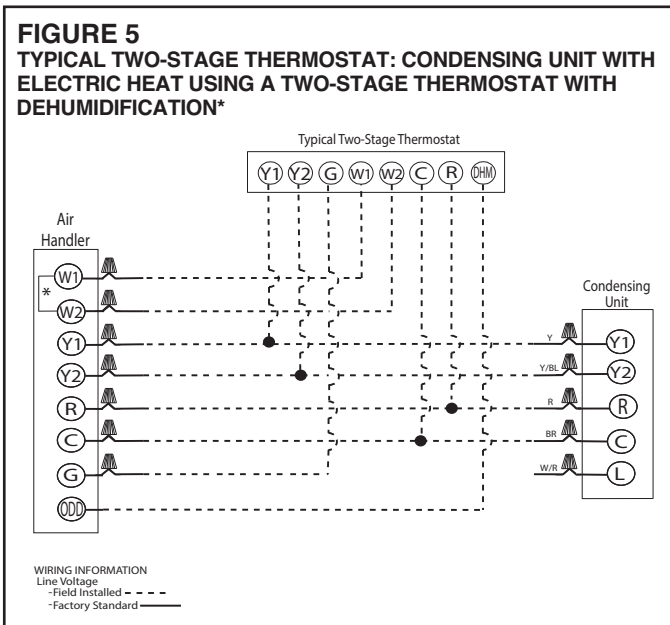 FIGURE 5
TYPICAL TWO-STAGE THERMOSTAT: CONDENSING UNIT WITH
ELECTRIC HEAT USING A TWO-STAGE THERMOSTAT WITH
DEHUMIDIFICATION*
Typical Two-Stage Thermostat
Y1 Y2 G W1 W2 C R DHM
Air
Handler
W1
*
W2
Y1
Y2
R
C
G
ODD
Condensing
Unit
Y Y1
Y/BL Y2
R R
BR C
W/R L
WIRING INFORMATION
Line Voltage
-Field Installed
-Factory Standard